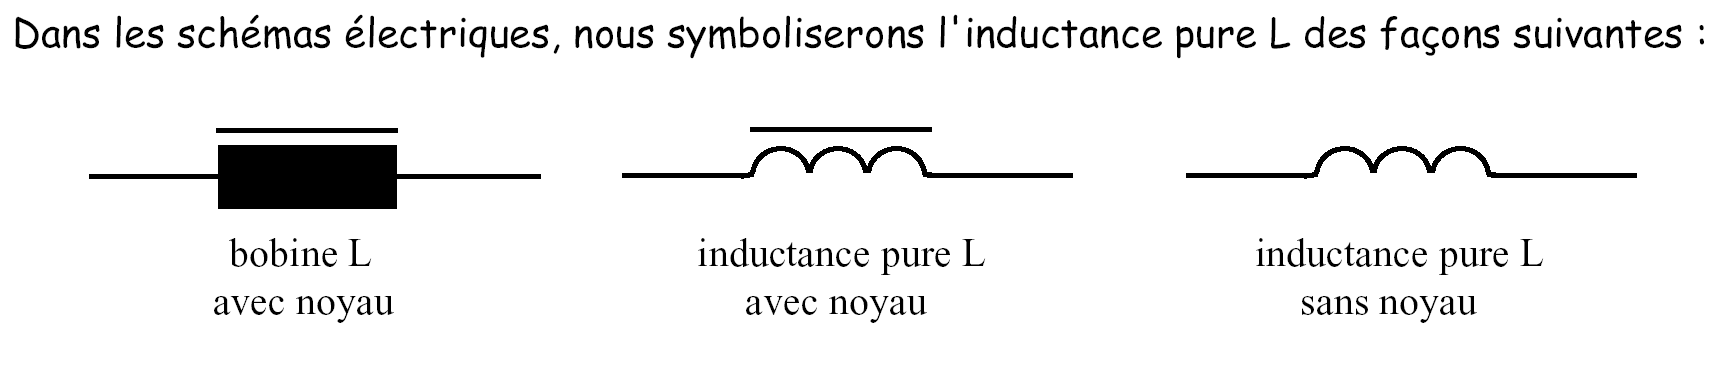 Dans les schémas électriques, nous symboliserons l'inductance pure L des façons suivantes :
bobine L
avec noyau
inductance pure L
avec noyau
inductance pure L
sans noyau